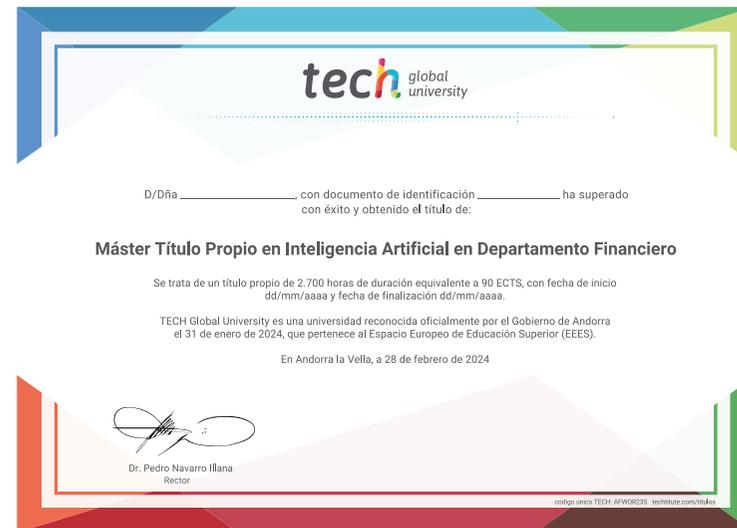 tech global university
D/Dña ______________, con documento de identificación __________ ha superado
con éxito y obtenido el título de:
Máster Título Propio en Inteligencia Artificial en Departamento Financiero
Se trata de un título propio de 2.700 horas de duración equivalente a 90 ECTS, con fecha de inicio
dd/mm/aaaa y fecha de finalización dd/mm/aaaa.
TECH Global University es una universidad reconocida oficialmente por el Gobierno de Andorra
el 31 de enero de 2024, que pertenece al Espacio Europeo de Educación Superior (EEES).
En Andorra la Vella, a 28 de febrero de 2024
Dr. Pedro Navarro Illana
Rector
código único TECH: AFWOR23S techtitute.com/titulos